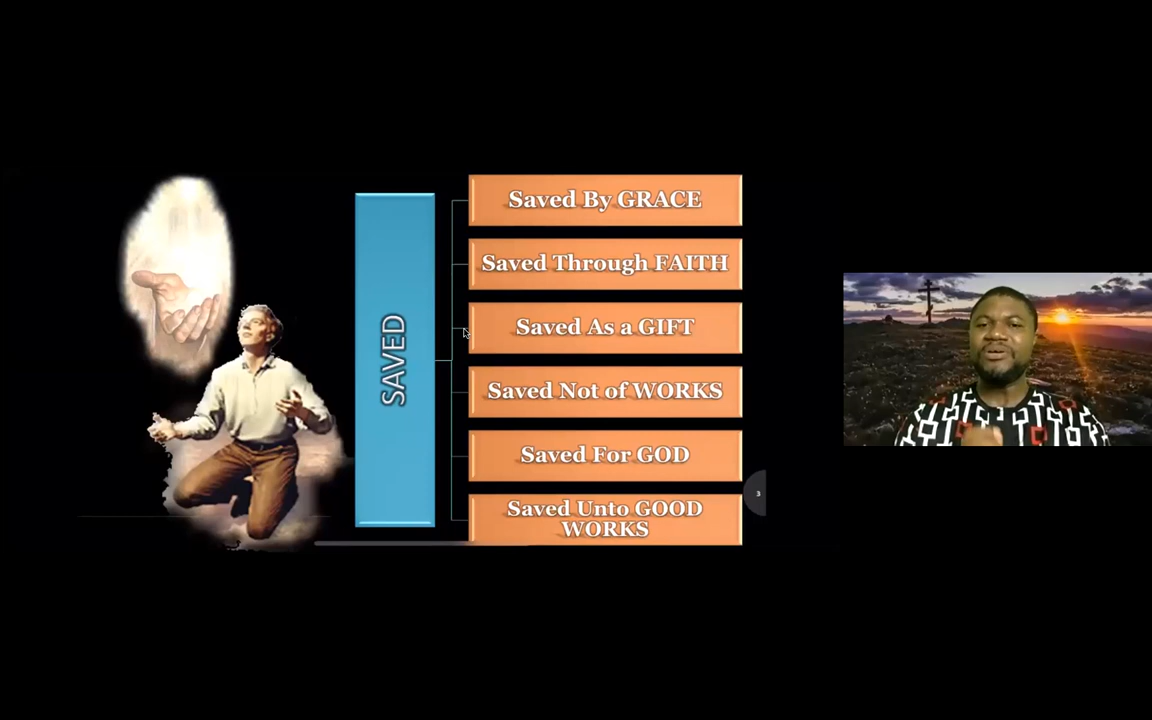 SAVED
Saved By GRACE
Saved Through FAITH
Saved As a GIFT
Saved Not of WORKS
Saved For GOD
Saved Unto GOOD
WORKS
3